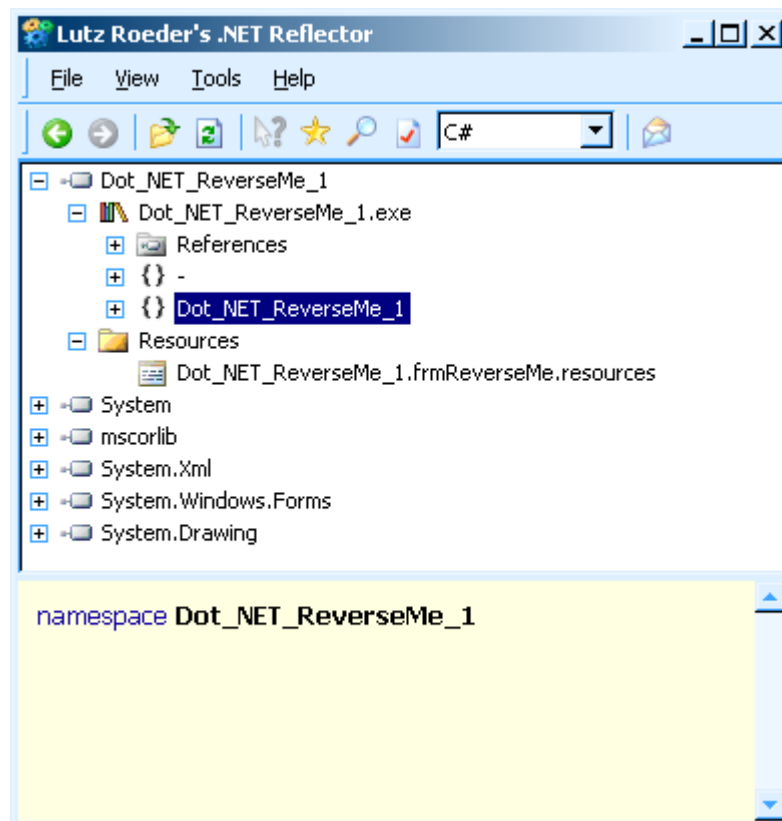 Lutz Roeder's .NET Reflector
File View Tools Help
C#
Dot_NET_ReverseMe_1
Dot_NET_ReverseMe_1.exe
References
{} -
{} Dot_NET_ReverseMe_1
Resources
Dot_NET_ReverseMe_1.frmReverseMe.resources
System
mscorlib
System.Xml
System.Windows.Forms
System.Drawing
namespace Dot_NET_ReverseMe_1